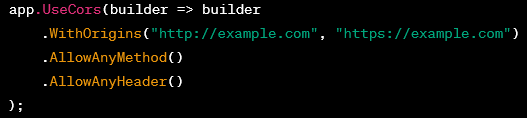 app.UseCors(builder => builder
    .WithOrigins("http://example.com", "https://example.com")
    .AllowAnyMethod()
    .AllowAnyHeader()
);